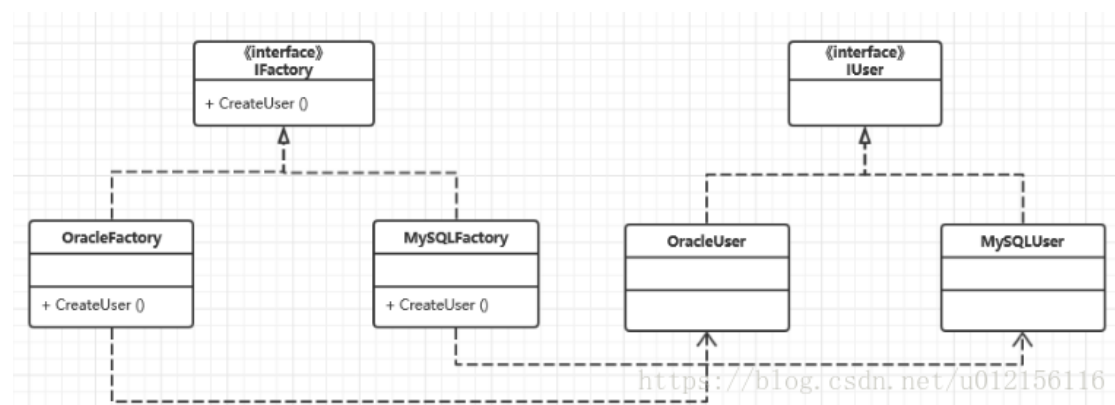 《interface》
IFactory
+ CreateUser ()
《interface》
IUser
OracleFactory
+ CreateUser ()
MySQLFactory
+ CreateUser ()
OracleUser
MySQLUser
https://blog.csdn.net/u012156116